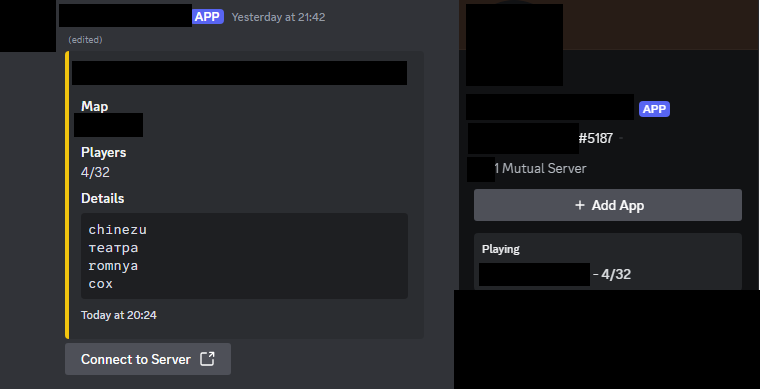 APP Yesterday at 21:42
(edited)
Map
Players
4/32
Details
chinezu
театра
romnya
cox
Today at 20:24
Connect to Server
APP
#5187
1 Mutual Server
+ Add App
Playing
- 4/32